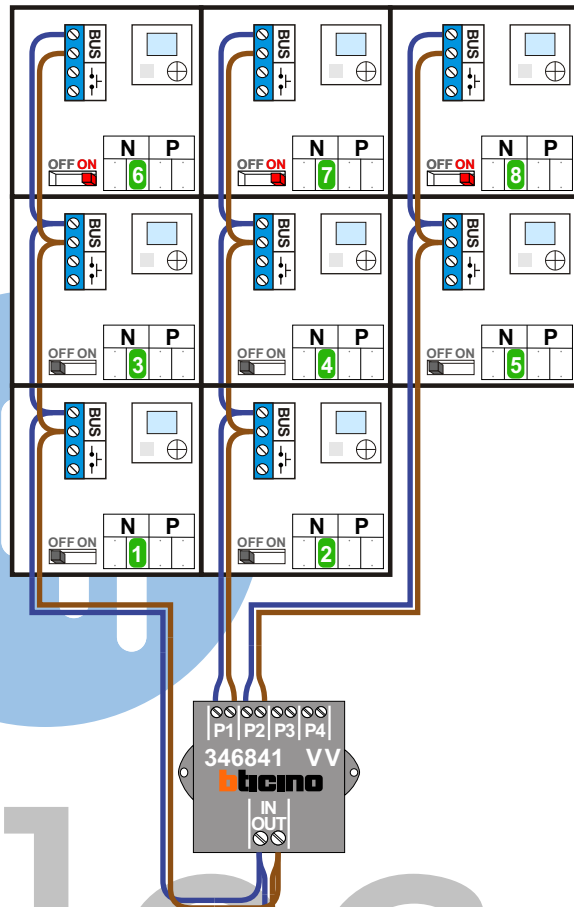 BUS BUS BUS
N P N P N P
OFF ON 6 OFF ON 7 OFF ON 8
BUS BUS BUS
N P N P N P
OFF ON 3 OFF ON 4 OFF ON 5
BUS BUS
N P N P
OFF ON 1 OFF ON 2
P1 P2 P3 P4
346841 VV
bticino
IN
OUT